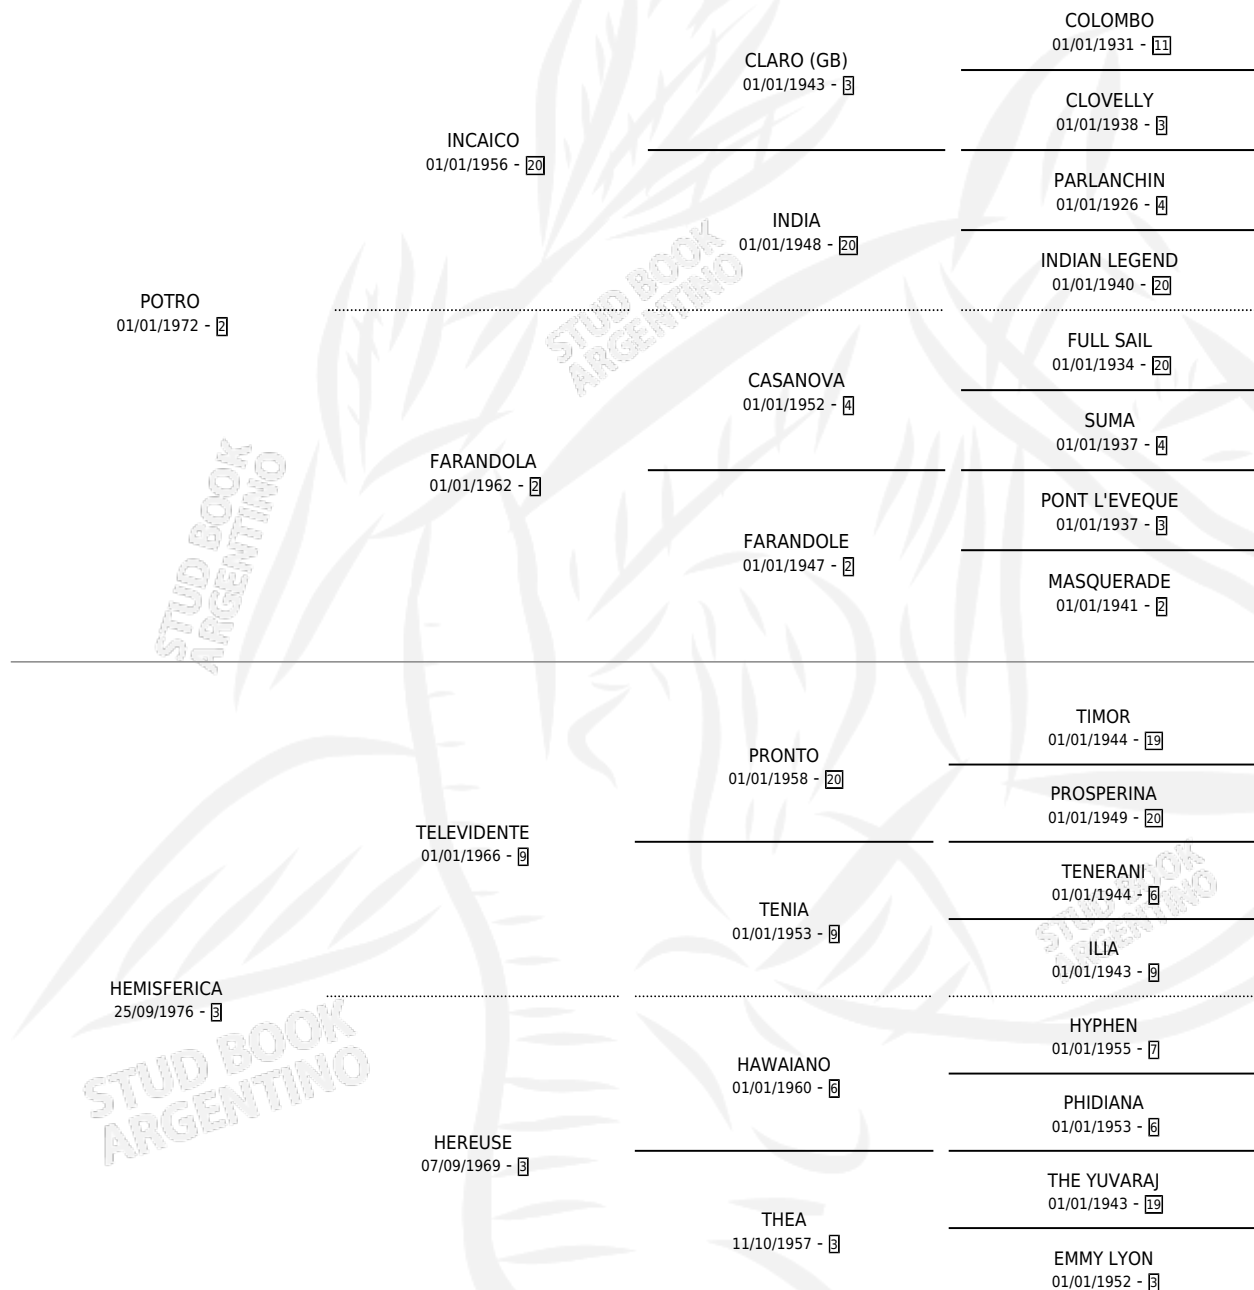 COLOMBO
01/01/1931 - 11
CLARO (GB)
01/01/1943 - 3
CLOVELLY
01/01/1938 - 3
INCAICO
01/01/1956 - 20
PARLANCHIN
01/01/1926 - 4
INDIA
01/01/1948 - 20
INDIAN LEGEND
01/01/1940 - 20
POTRO
01/01/1972 - 2
FULL SAIL
01/01/1934 - 20
CASANOVA
01/01/1952 - 4
SUMA
01/01/1937 - 4
FARANDOLA
01/01/1962 - 2
PONT L'EVEQUE
01/01/1937 - 3
FARANDOLE
01/01/1947 - 2
MASQUERADE
01/01/1941 - 2
TIMOR
01/01/1944 - 19
PRONTO
01/01/1958 - 20
PROSPERINA
01/01/1949 - 20
TELEVIDENTE
01/01/1966 - 9
TENERANI
01/01/1944 - 6
TENIA
01/01/1953 - 9
ILIA
01/01/1943 - 9
HEMISFERICA
25/09/1976 - 3
HYPHEN
01/01/1955 - 7
HAWAIANO
01/01/1960 - 6
PHIDIANA
01/01/1953 - 6
HEREUSE
07/09/1969 - 3
THE YUVARAJ
01/01/1943 - 19
THEA
11/10/1957 - 3
EMMY LYON
01/01/1952 - 3
STUD BOOK
ARGENTINO
STUD BOOK
ARGENTINO
STUD BOOK
ARGENTINO
STUD BOOK
ARGENTINO